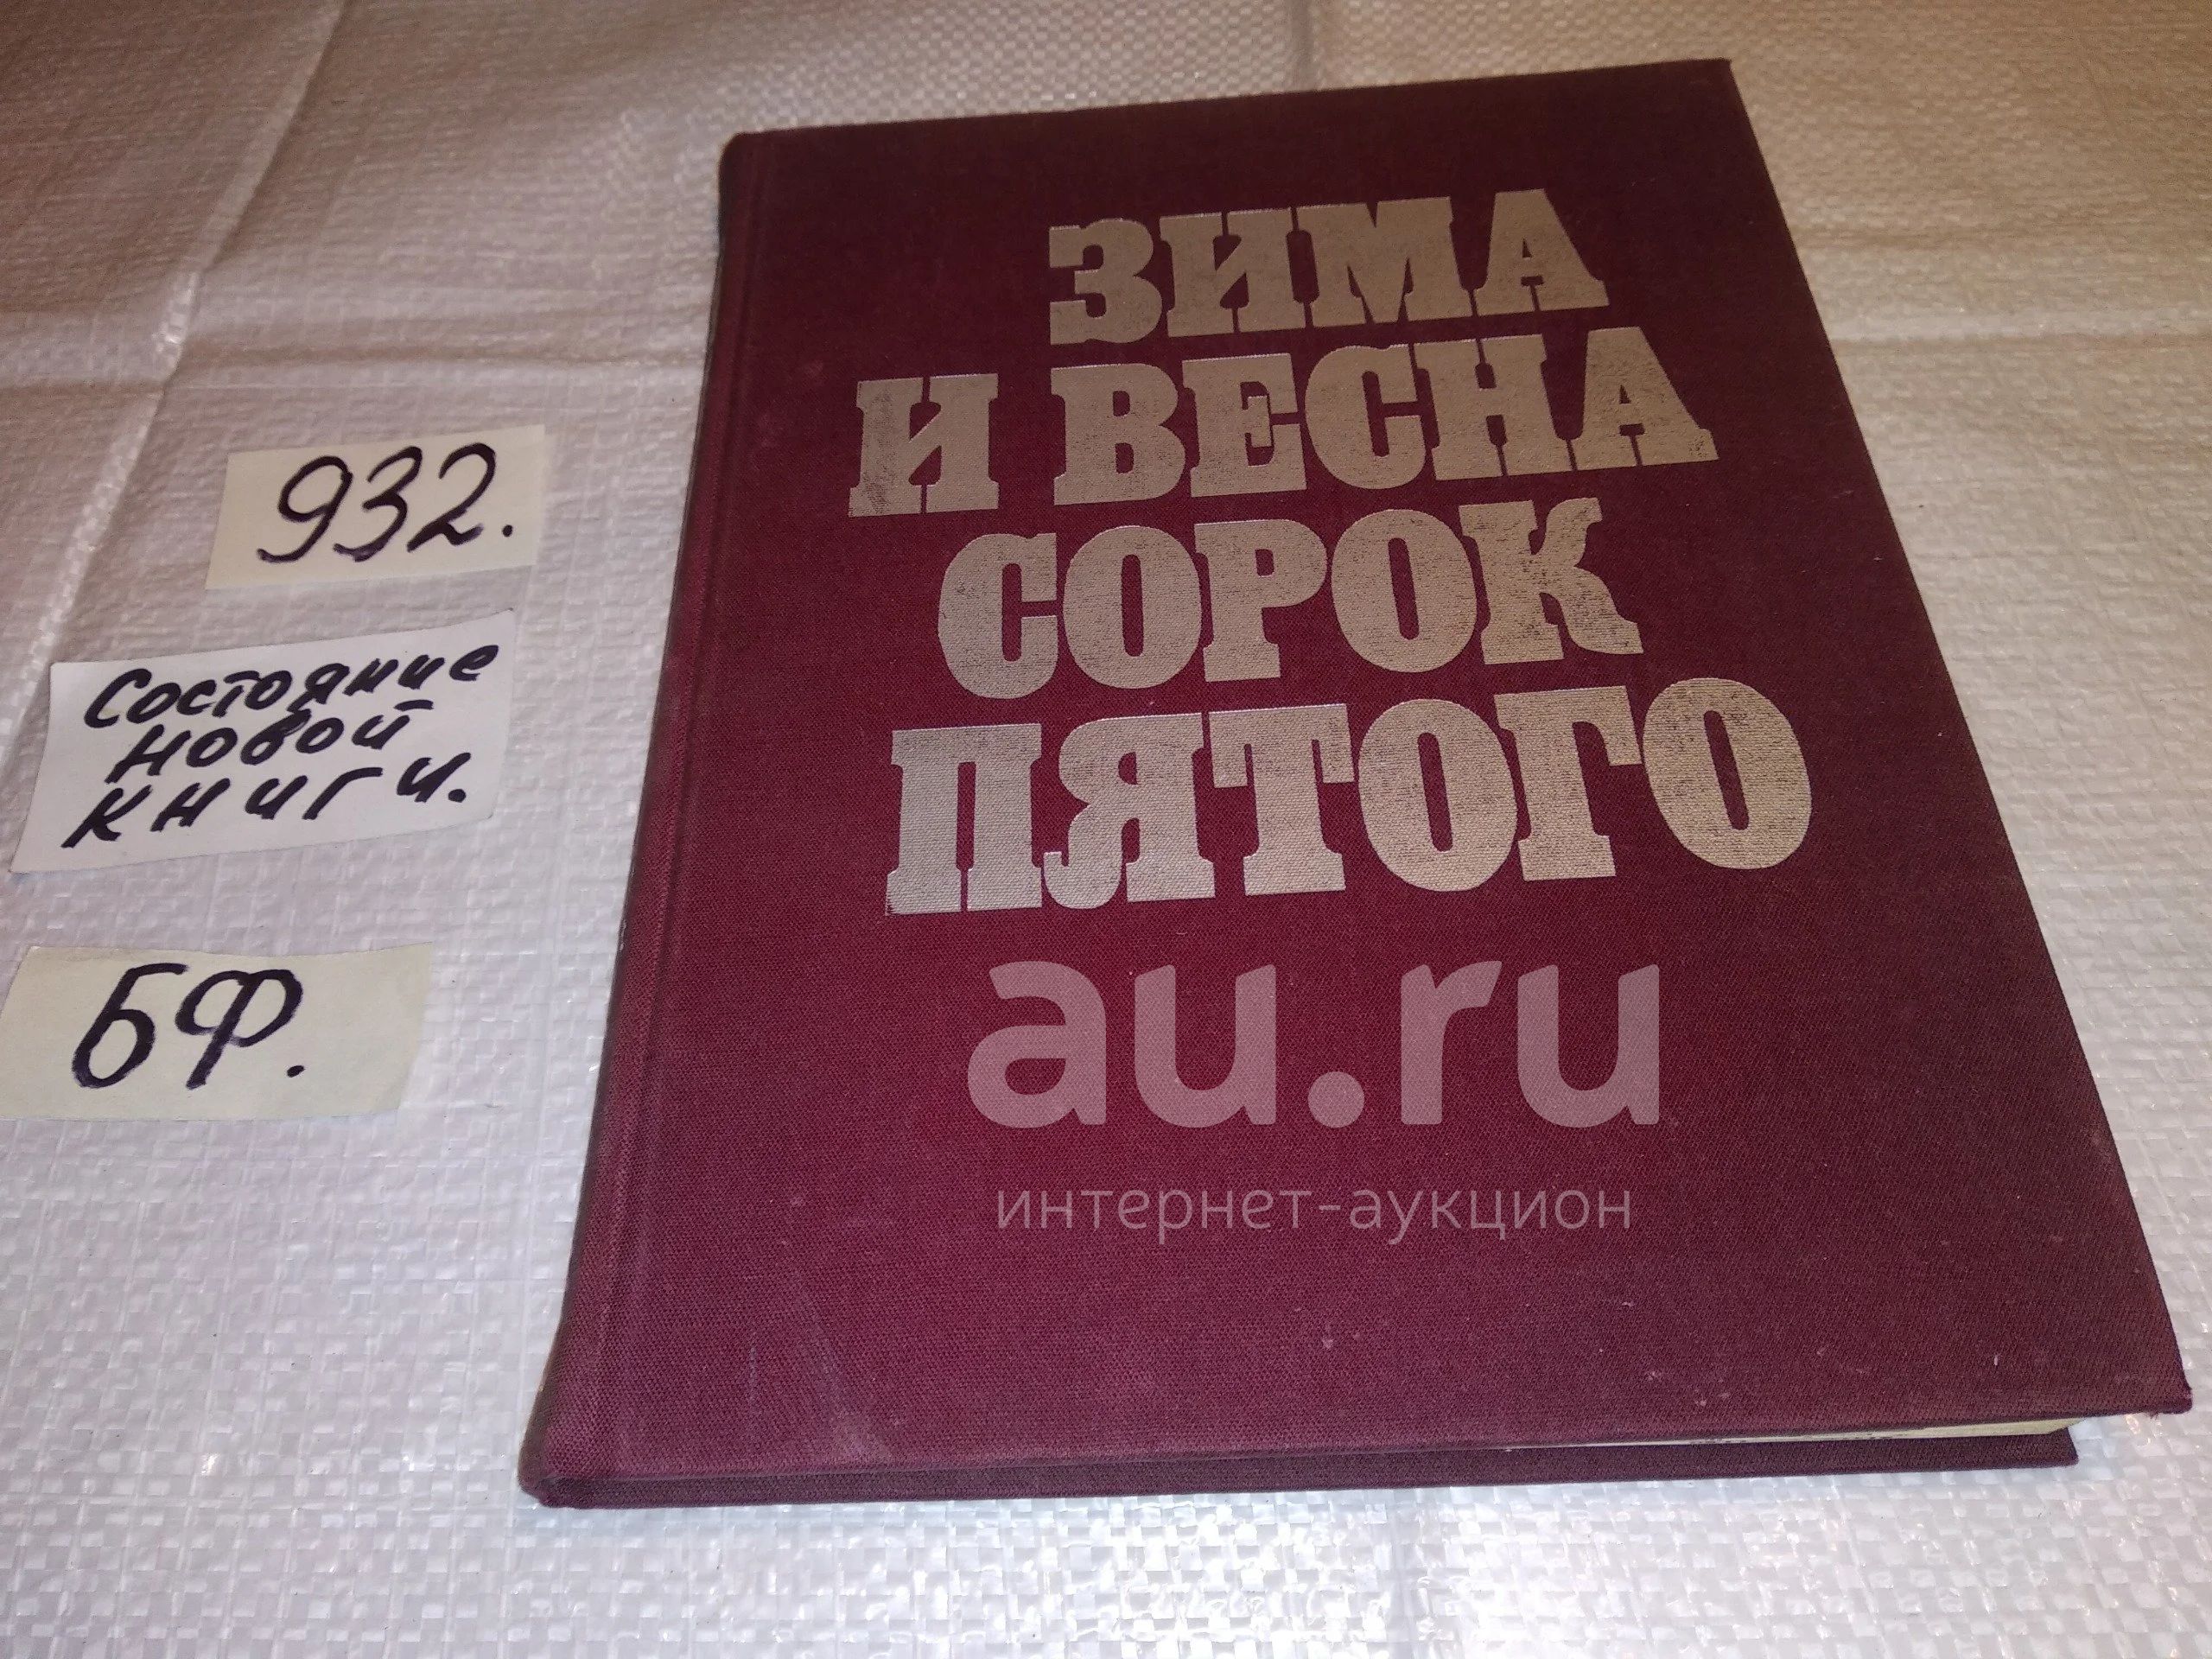 ЗИМА
И ВЕСНА
СОРОК
ПЯТОГО
932.
Состояние
новой
книги.
БФ.
au.ru
интернет-аукцион